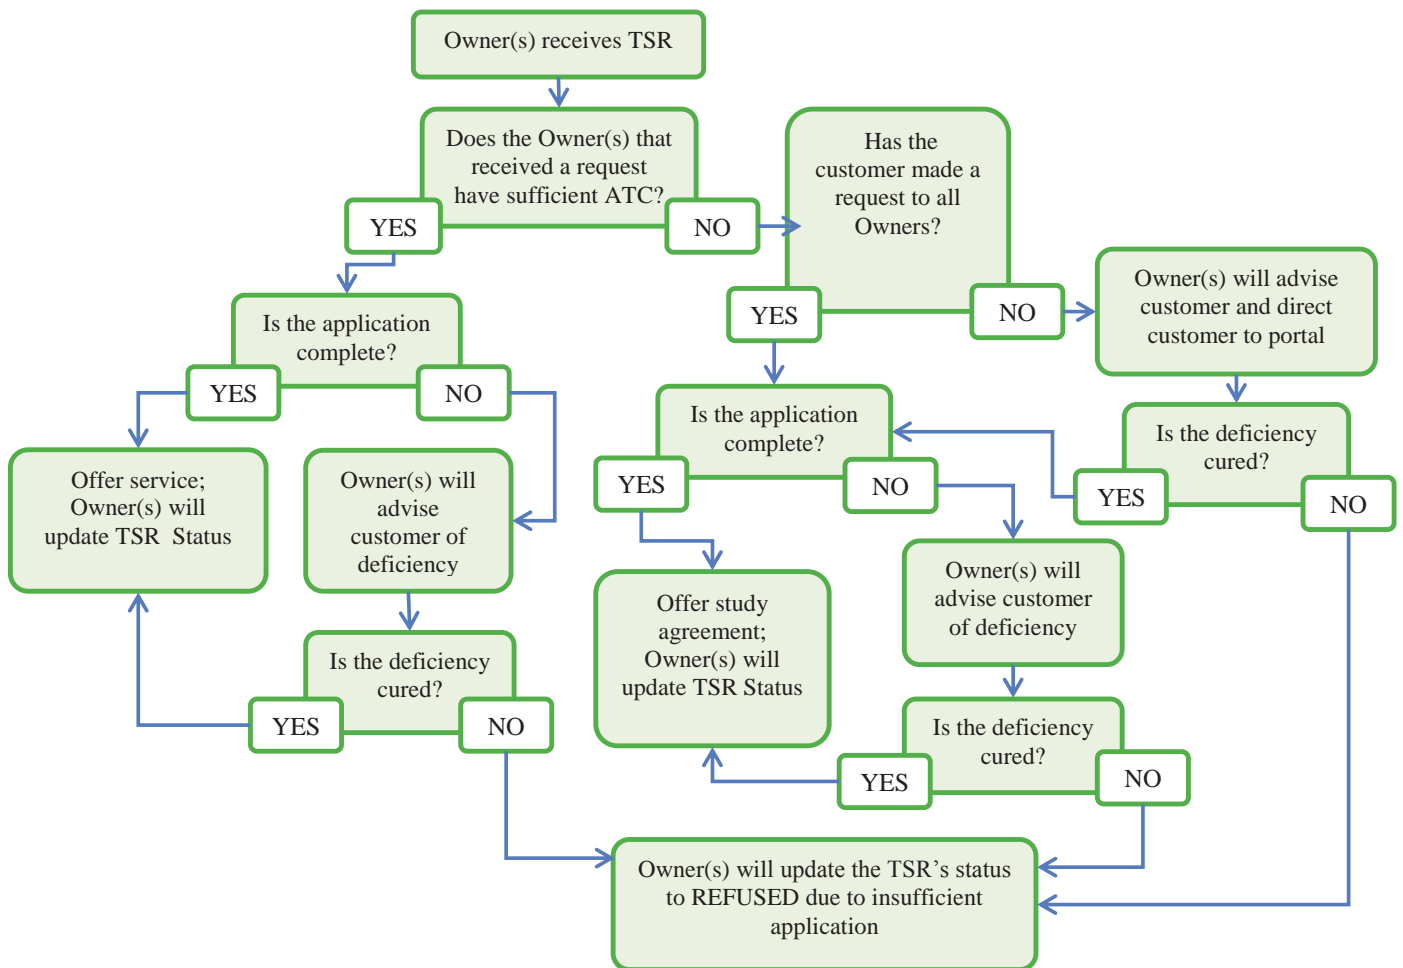 Owner(s) receives TSR
Does the Owner(s) that
received a request
have sufficient ATC?
YES
NO
Has the
customer made a
request to all
Owners?
YES
NO
Owner(s) will advise
customer and direct
customer to portal
Is the application
complete?
YES
NO
Is the application
complete?
YES
NO
Is the deficiency
cured?
YES
NO
Offer service;
Owner(s) will
update TSR Status
Owner(s) will
advise
customer of
deficiency
Offer study
agreement;
Owner(s) will
update TSR Status
Owner(s) will
advise customer
of deficiency
Is the deficiency
cured?
YES
NO
Is the deficiency
cured?
YES
NO
Owner(s) will update the TSR’s status
to REFUSED due to insufficient
application